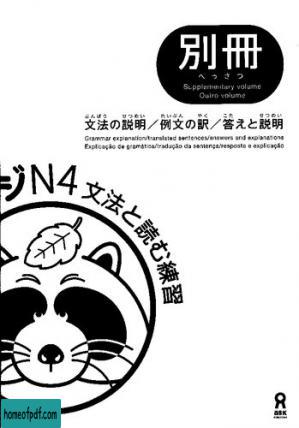 別冊
べっさつ
Supplementary volume
Outro volume
ぶんぽう せつめい れいぶん やく こた せつめい
文法の説明／例文の訳／答えと説明
Grammar explanation/translated sentences/answers and explanations
Explicação de gramática/tradução da sentença/resposta e explicação
ジN4 文法と読む練習
ask
homeofpdf.com